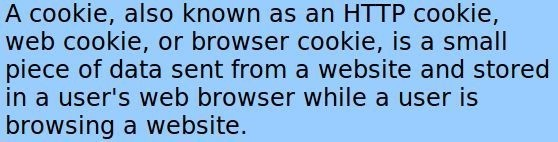 A cookie, also known as an HTTP cookie,
web cookie, or browser cookie, is a small
piece of data sent from a website and stored
in a user's web browser while a user is
browsing a website.